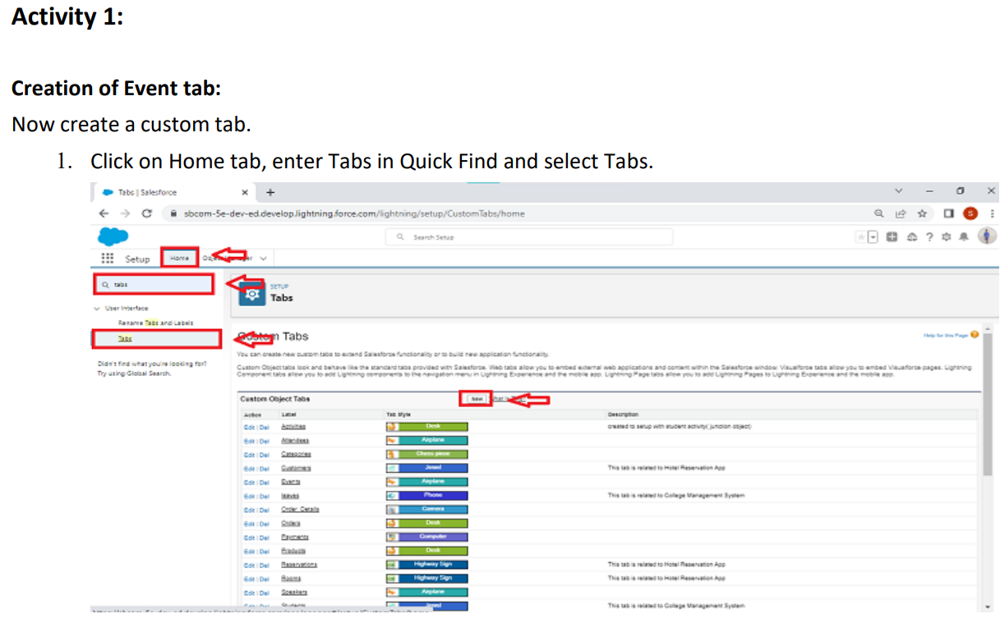 Activity 1:
Creation of Event tab:
Now create a custom tab.
1. Click on Home tab, enter Tabs in Quick Find and select Tabs.
Tabs | Salesforce
sbcom-5e-dev-ed.develop.lightning.force.com/lightning/setup/CustomTabs/home
S
Search Setup
Setup Home
tabs
SETUP
Tabs
User Interface
Rename Tabs and Labels
Tabs
Didn't find what you're looking for?
Try using Global Search.
Custom Tabs
Help for this Page
You can create new custom tabs to extend Salesforce functionality or to build new application functionality.
Custom Object tabs look and behave like the standard tabs provided with Salesforce. Web tabs allow you to embed external web applications and content within the Salesforce window. Visualforce tabs allow you to embed Visualforce pages. Lightning
Component tabs allow you to add Lightning components to the navigation menu in Lightning Experience and the mobile app. Lightning Page tabs allow you to add Lightning Pages to Lightning Experience and the mobile app.
Custom Object Tabs New What Is
Action Label Tab Style Description
Edit | Del Activities Desk created to setup with student activity( junction object)
Edit | Del Attendees Airplane
Edit | Del Categories Chess piece
Edit | Del Customers Jewel This tab is related to Hotel Reservation App
Edit | Del Events Airplane
Edit | Del leaves Phone This tab is related to College Management System
Edit | Del Order Details Camera
Edit | Del Orders Desk
Edit | Del Payments Computer
Edit | Del Products Desk
Edit | Del Reservations Highway Sign This tab is related to Hotel Reservation App
Edit | Del Rooms Highway Sign This tab is related to Hotel Reservation App
Edit | Del Speakers Airplane
Edit | Del Students Jewel This tab is related to College Management System